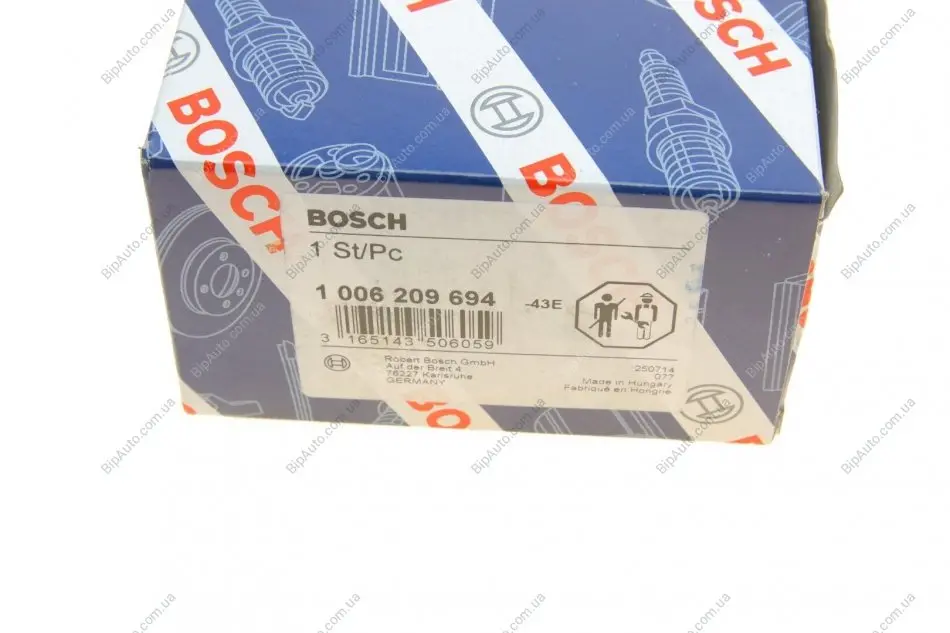 BOSCH
BOSCH
BOSCH
BOSCH
1 St/Pc
1 006 209 694
-43E
3 165143 506059
Robert Bosch GmbH
Auf der Breit 4
76227 Karlsruhe
GERMANY
250714
077
Made in Hungary
Fabriqué en Hongrie
BipAuto.com.ua